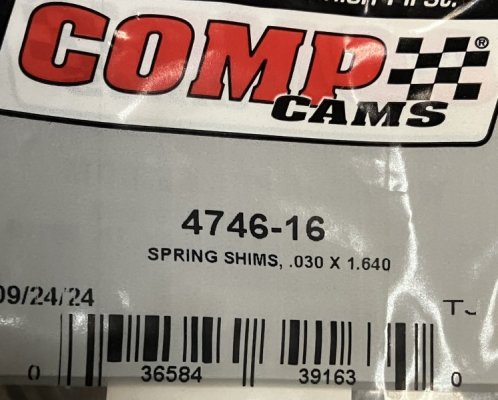 COMP
CAMS
®
4746-16
SPRING SHIMS, .030 X 1.640
09/24/24
0 36584 39163 0